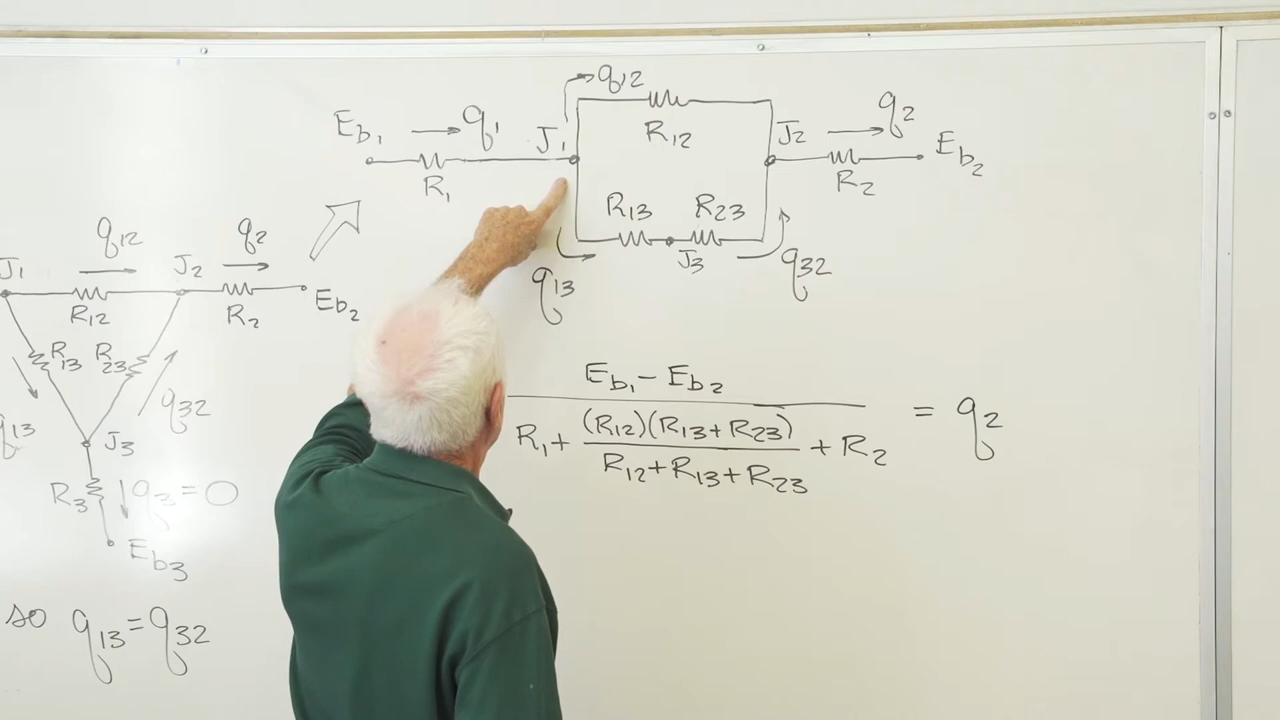 q12
Eb1 → q1 J1 R12 J2 → q2 Eb2
R1 R2
R13 R23
q13 J3 q32
q12 q2
J1 → J2 →
R12 R2 Eb2
R13 R23
q13 q32
J3
R3 ↓ q3 = 0
Eb3
so q13 = q32
Eb1 − Eb2
R1 + (R12)(R13 + R23) + R2 = q2
R12 + R13 + R23